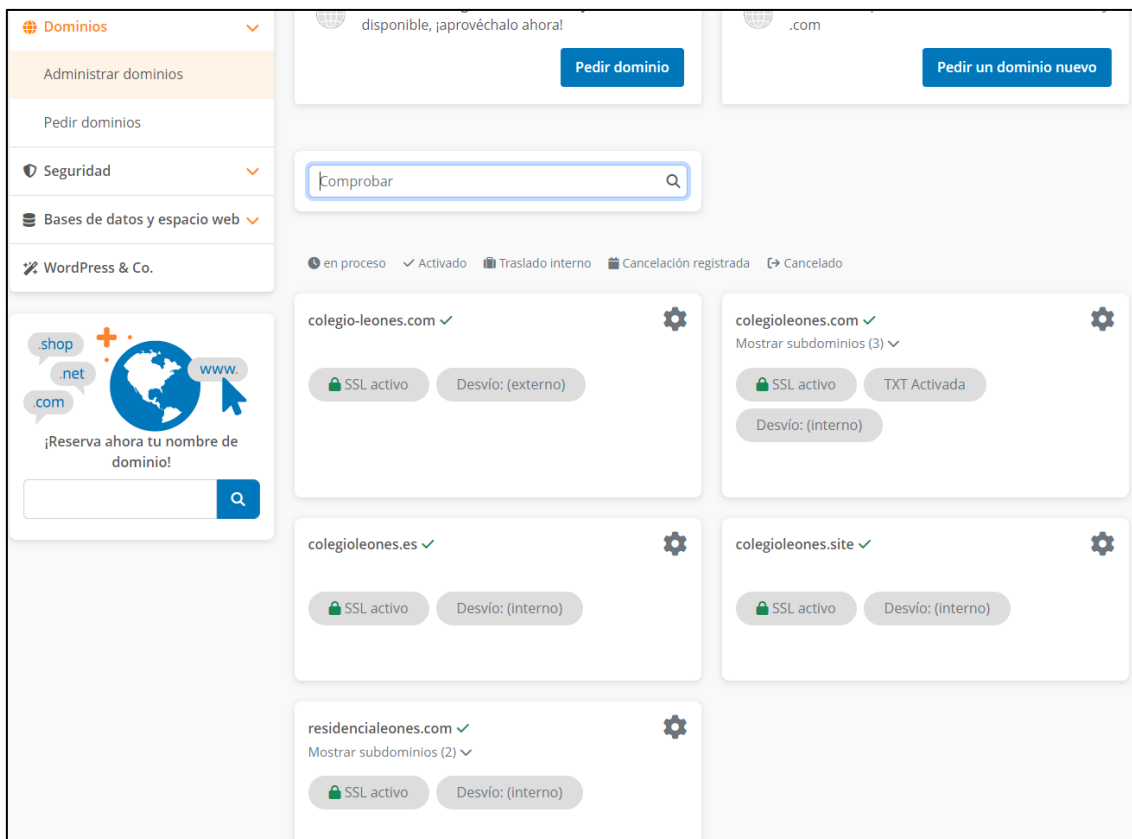 Dominios
Administrar dominios
Pedir dominios
Seguridad
Bases de datos y espacio web
WordPress & Co.
.shop
.net
www.
.com
¡Reserva ahora tu nombre de
dominio!
disponible, ¡aprovéchalo ahora!
Pedir dominio
.com
Pedir un dominio nuevo
Comprobar
en proceso Activado Traslado interno Cancelación registrada Cancelado
colegio-leones.com
SSL activo Desvío: (externo)
colegioleones.com
Mostrar subdominios (3)
SSL activo TXT Activada
Desvío: (interno)
colegioleones.es
SSL activo Desvío: (interno)
colegioleones.site
SSL activo Desvío: (interno)
residencialeones.com
Mostrar subdominios (2)
SSL activo Desvío: (interno)